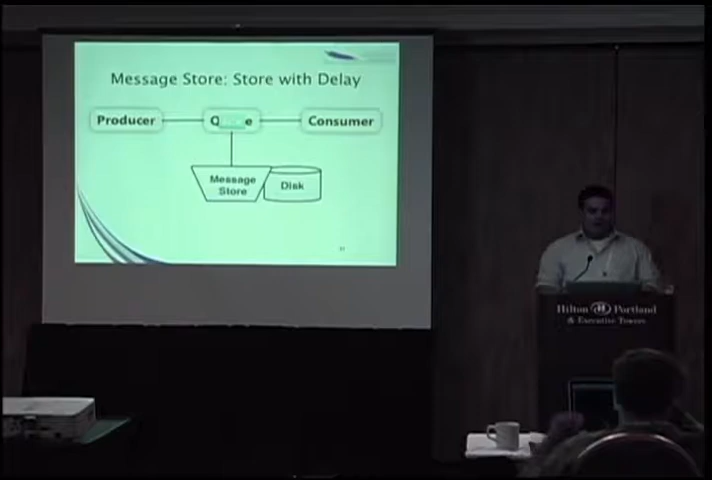 Message Store: Store with Delay
Producer
Consumer
Message
Store
Disk
Hilton Portland
& Executive Towers